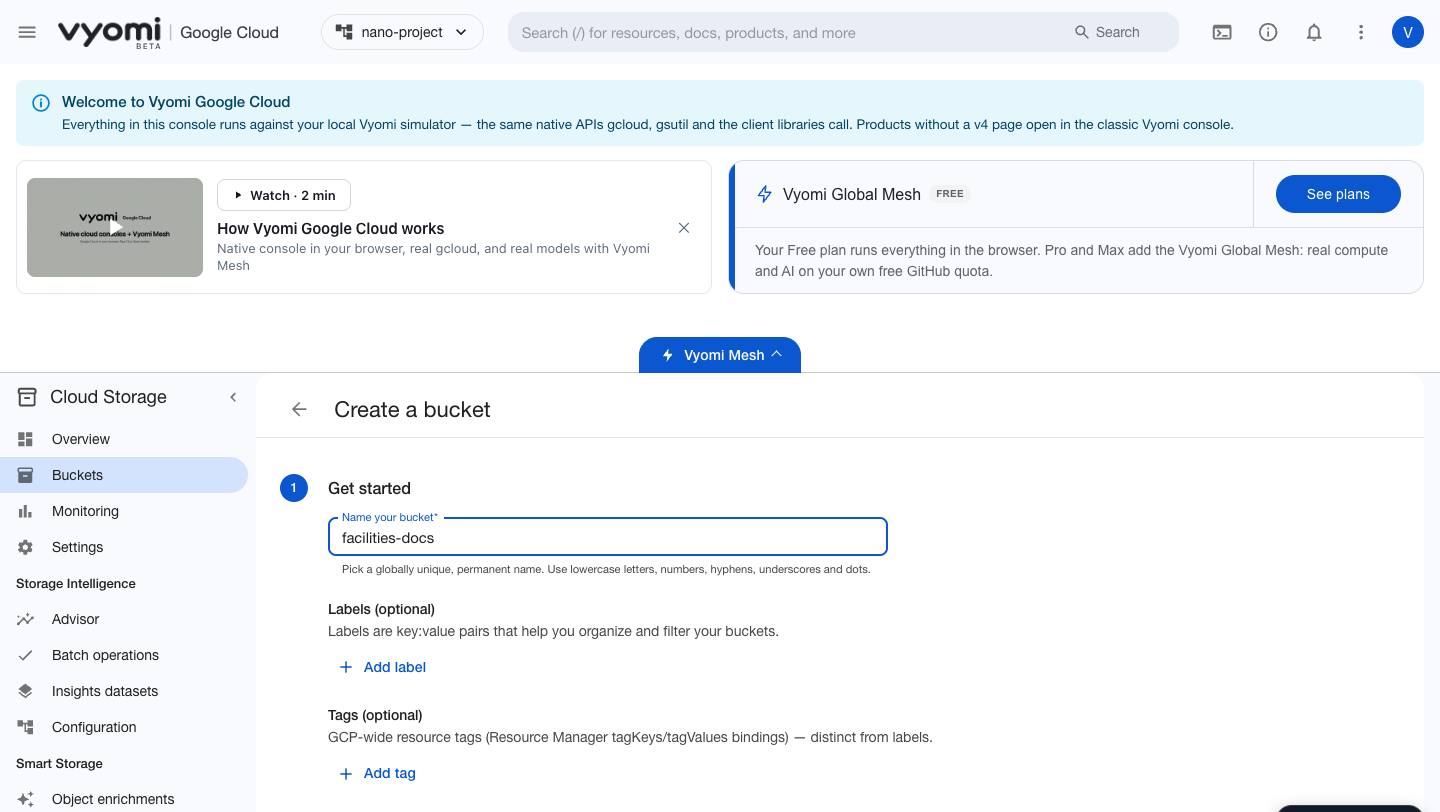 vyomi
BETA
Google Cloud
nano-project
Search (/) for resources, docs, products, and more
Search
V
Welcome to Vyomi Google Cloud
Everything in this console runs against your local Vyomi simulator — the same native APIs gcloud, gsutil and the client libraries call. Products without a v4 page open in the classic Vyomi console.
vyomi Google Cloud
Native cloud consoles + Vyomi Mesh
Watch · 2 min
How Vyomi Google Cloud works
Native console in your browser, real gcloud, and real models with Vyomi
Mesh
Vyomi Global Mesh
FREE
See plans
Your Free plan runs everything in the browser. Pro and Max add the Vyomi Global Mesh: real compute
and AI on your own free GitHub quota.
Vyomi Mesh
Cloud Storage
Overview
Buckets
Monitoring
Settings
Storage Intelligence
Advisor
Batch operations
Insights datasets
Configuration
Smart Storage
Object enrichments
Create a bucket
1
Get started
Name your bucket*
facilities-docs
Pick a globally unique, permanent name. Use lowercase letters, numbers, hyphens, underscores and dots.
Labels (optional)
Labels are key:value pairs that help you organize and filter your buckets.
Add label
Tags (optional)
GCP-wide resource tags (Resource Manager tagKeys/tagValues bindings) — distinct from labels.
Add tag